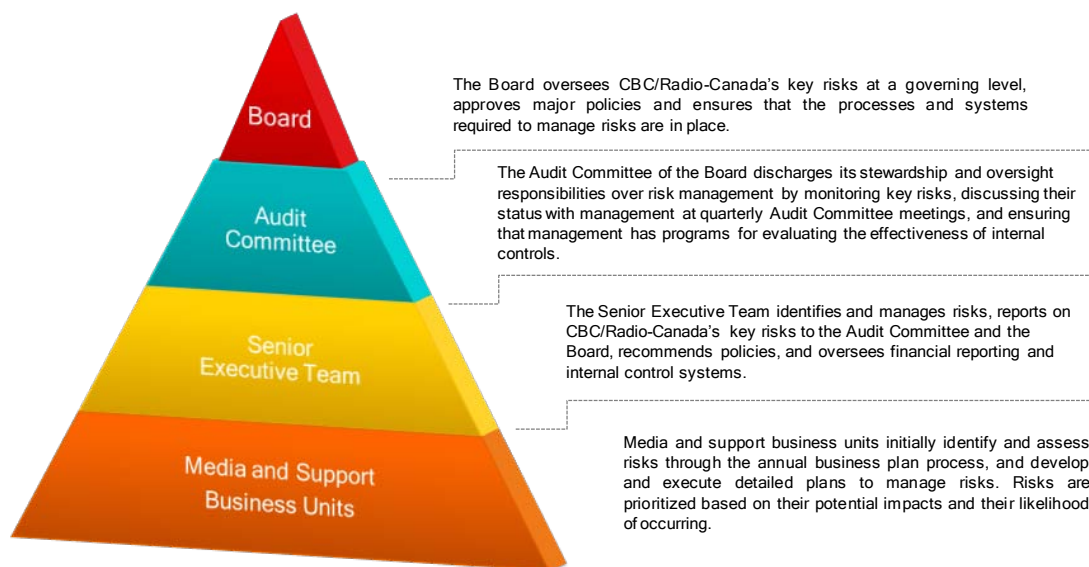 Board
The Board oversees CBC/Radio-Canada's key risks at a governing level,
approves major policies and ensures that the processes and systems
required to manage risks are in place.
Audit
Committee
The Audit Committee of the Board discharges its stewardship and oversight
responsibilities over risk management by monitoring key risks, discussing their
status with management at quarterly Audit Committee meetings, and ensuring
that management has programs for evaluating the effectiveness of internal
controls.
Senior
Executive Team
The Senior Executive Team identifies and manages risks, reports on
CBC/Radio-Canada's key risks to the Audit Committee and the
Board, recommends policies, and oversees financial reporting and
internal control systems.
Media and Support
Business Units
Media and support business units initially identify and assess
risks through the annual business plan process, and develop
and execute detailed plans to manage risks. Risks are
prioritized based on their potential impacts and their likelihood
of occurring.